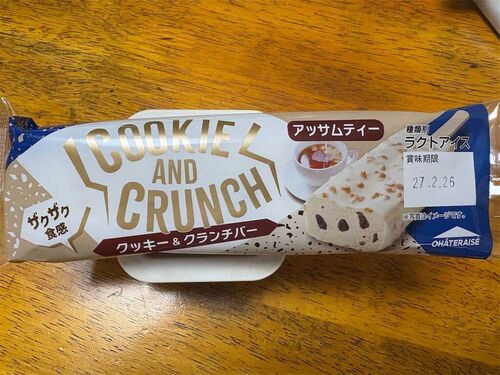 COOKIE
AND
CRUNCH
クッキー&クランチバー
ザクザク
食感
アッサムティー
種類別
ラクトアイス
賞味期限
27.2.26
※写真はイメージです。
OHATERAISÉ